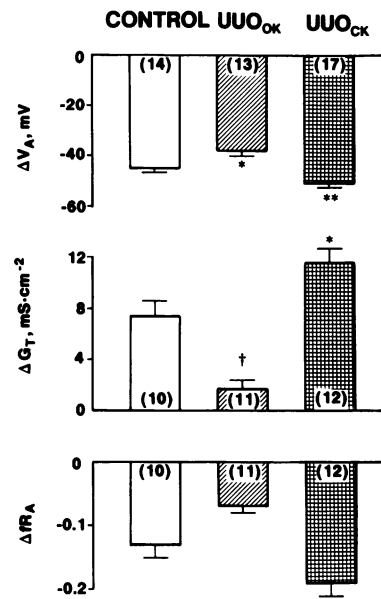 CONTROL UUO_OK UUO_CK
0
-20
-40
-60
ΔV_A, mV
(14) (13) (17)
* **
12
8
4
0
ΔG_T, mS·cm⁻²
† *
(10) (11) (12)
0
-0.1
-0.2
ΔfR_A
(10) (11) (12)